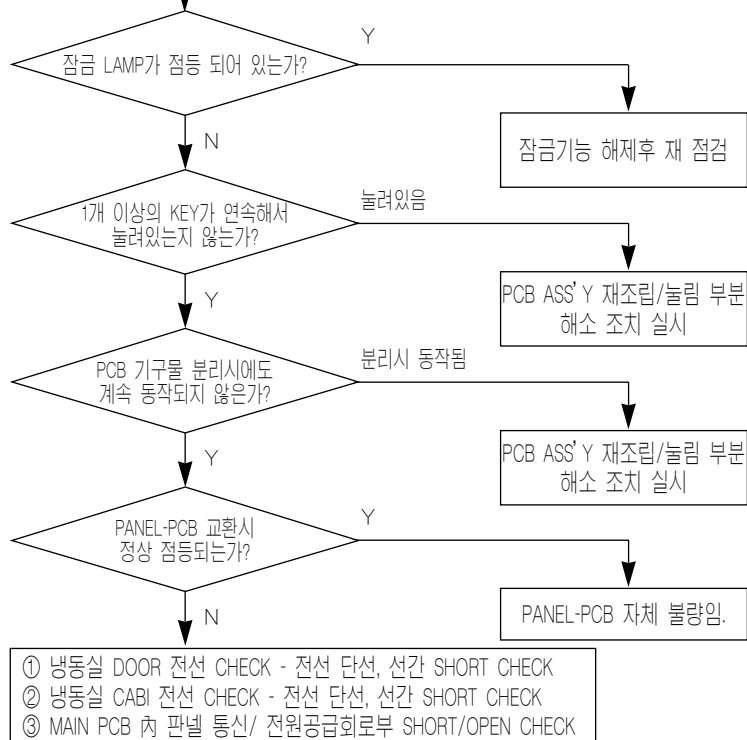 잠금 LAMP가 점등 되어 있는가?
Y
잠금기능 해제후 재 점검
N
1개 이상의 KEY가 연속해서
눌려있는지 않는가?
눌려있음
PCB ASS'Y 재조립/눌림 부분
해소 조치 실시
Y
PCB 기구물 분리시에도
계속 동작되지 않은가?
분리시 동작됨
PCB ASS'Y 재조립/눌림 부분
해소 조치 실시
Y
PANEL-PCB 교환시
정상 점등되는가?
Y
PANEL-PCB 자체 불량임.
N
① 냉동실 DOOR 전선 CHECK - 전선 단선, 선간 SHORT CHECK
② 냉동실 CABI 전선 CHECK - 전선 단선, 선간 SHORT CHECK
③ MAIN PCB 內 판넬 통신/ 전원공급회로부 SHORT/OPEN CHECK